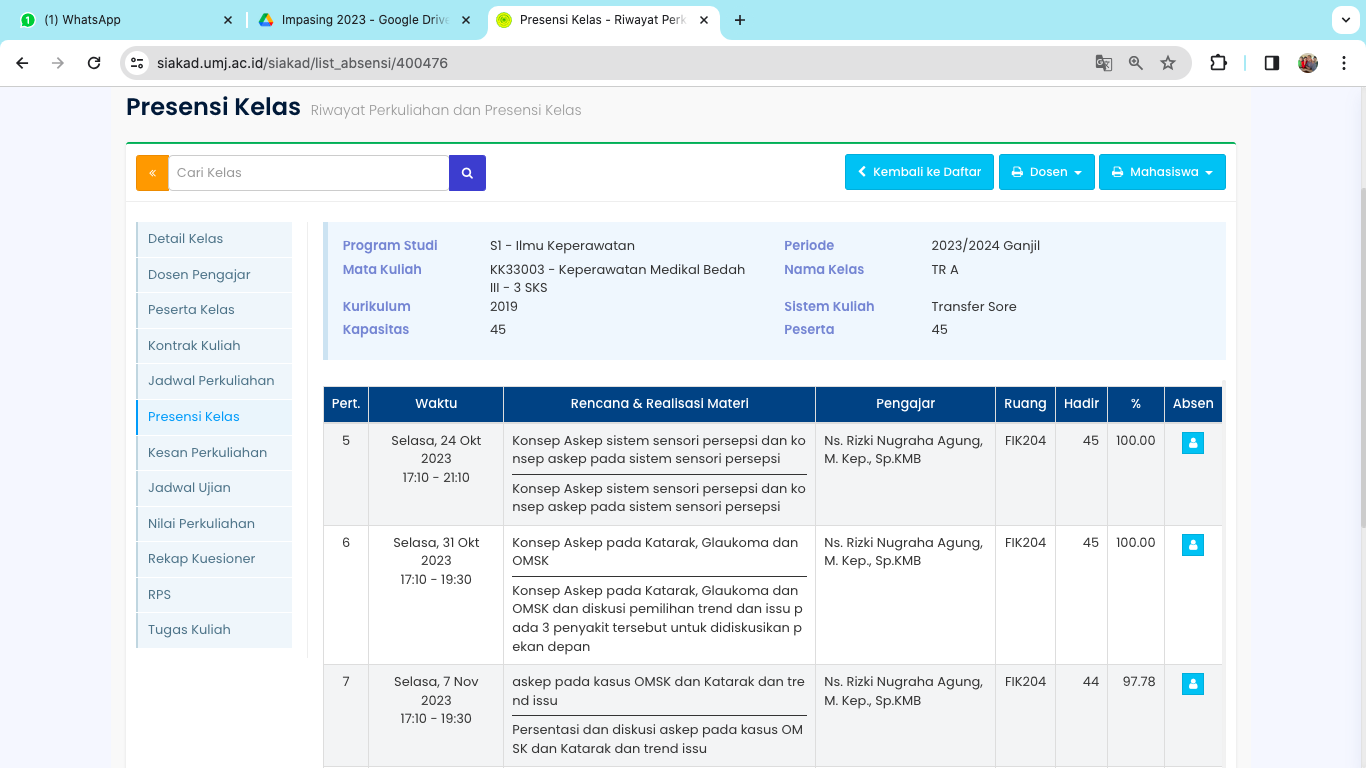 (1) WhatsApp
Impasing 2023 - Google Drive
Presensi Kelas - Riwayat Perk
siakad.umj.ac.id/siakad/list_absensi/400476
Presensi Kelas Riwayat Perkuliahan dan Presensi Kelas
« Cari Kelas
Kembali ke Daftar
Dosen
Mahasiswa
Detail Kelas
Dosen Pengajar
Peserta Kelas
Kontrak Kuliah
Jadwal Perkuliahan
Presensi Kelas
Kesan Perkuliahan
Jadwal Ujian
Nilai Perkuliahan
Rekap Kuesioner
RPS
Tugas Kuliah
Program Studi S1 - Ilmu Keperawatan Periode 2023/2024 Ganjil
Mata Kuliah KK33003 - Keperawatan Medikal Bedah Nama Kelas TR A
III - 3 SKS
Kurikulum 2019 Sistem Kuliah Transfer Sore
Kapasitas 45 Peserta 45
Pert. Waktu Rencana & Realisasi Materi Pengajar Ruang Hadir % Absen
5 Selasa, 24 Okt Konsep Askep sistem sensori persepsi dan ko Ns. Rizki Nugraha Agung, FIK204 45 100.00
2023 nsep askep pada sistem sensori persepsi M. Kep., Sp.KMB
17:10 - 21:10
Konsep Askep sistem sensori persepsi dan ko
nsep askep pada sistem sensori persepsi
6 Selasa, 31 Okt Konsep Askep pada Katarak, Glaukoma dan Ns. Rizki Nugraha Agung, FIK204 45 100.00
2023 OMSK M. Kep., Sp.KMB
17:10 - 19:30
Konsep Askep pada Katarak, Glaukoma dan
OMSK dan diskusi pemilihan trend dan issu p
ada 3 penyakit tersebut untuk didiskusikan p
ekan depan
7 Selasa, 7 Nov askep pada kasus OMSK dan Katarak dan tre Ns. Rizki Nugraha Agung, FIK204 44 97.78
2023 nd issu M. Kep., Sp.KMB
17:10 - 19:30
Persentasi dan diskusi askep pada kasus OM
SK dan Katarak dan trend issu